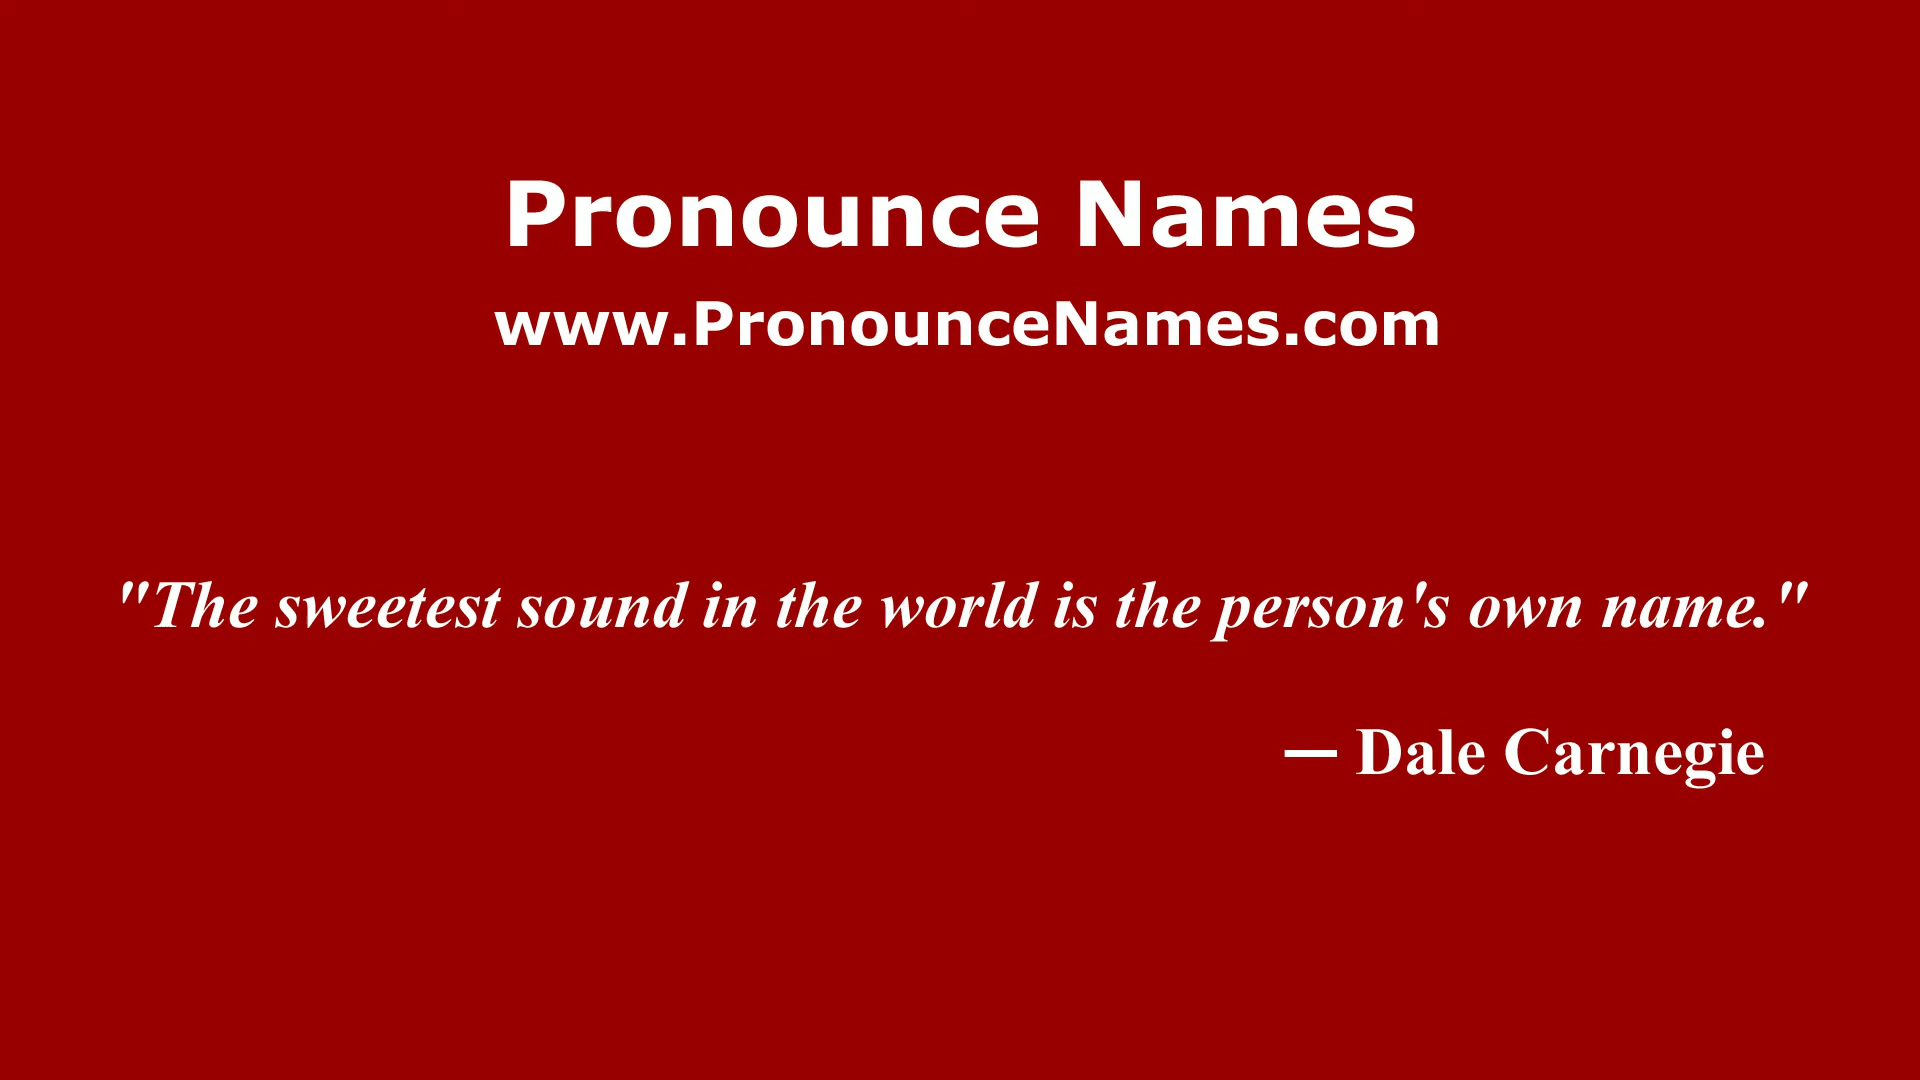 Pronounce Names
www.PronounceNames.com
"The sweetest sound in the world is the person's own name."
— Dale Carnegie